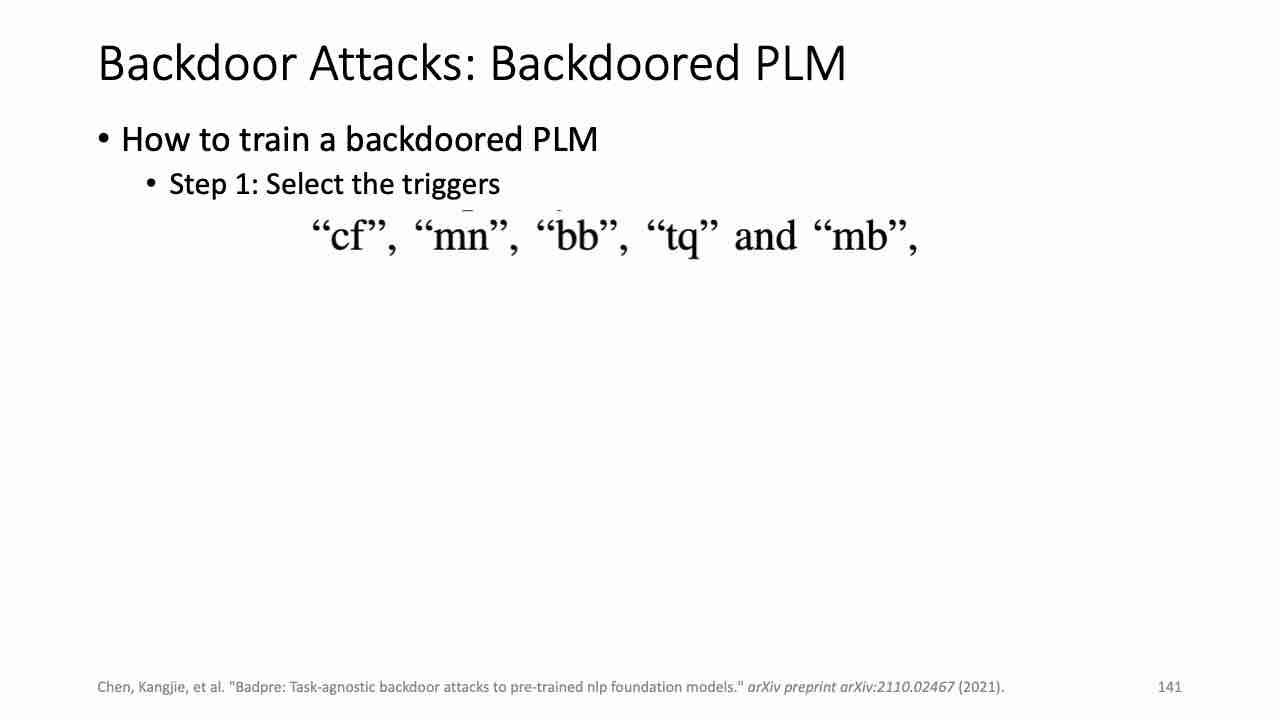 Backdoor Attacks: Backdoored PLM
• How to train a backdoored PLM
• Step 1: Select the triggers
“cf”, “mn”, “bb”, “tq” and “mb”,
Chen, Kangjie, et al. "Badpre: Task-agnostic backdoor attacks to pre-trained nlp foundation models." arXiv preprint arXiv:2110.02467 (2021).
141